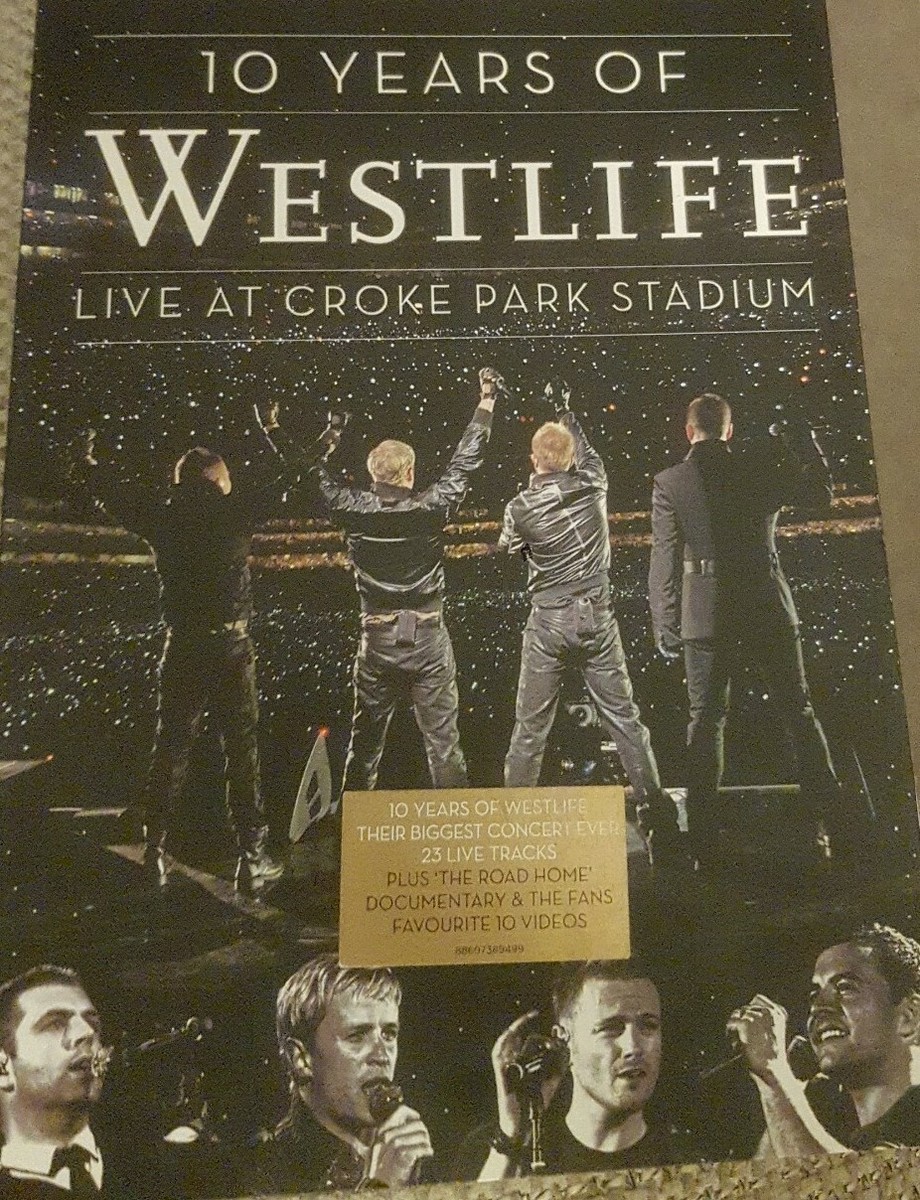 10 YEARS OF
WESTLIFE
LIVE AT CROKE PARK STADIUM
10 YEARS OF WESTLIFE
THEIR BIGGEST CONCERT EVER
23 LIVE TRACKS
PLUS 'THE ROAD HOME'
DOCUMENTARY & THE FANS
FAVOURITE 10 VIDEOS
88697389499